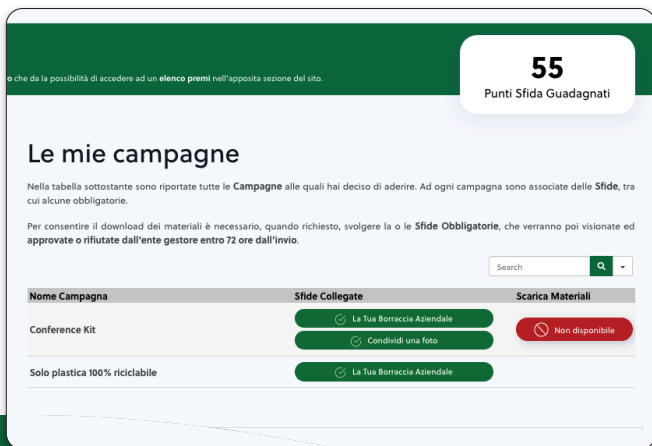 o che da la possibilità di accedere ad un elenco premi nell'apposita sezione del sito.
55
Punti Sfida Guadagnati
Le mie campagne
Nella tabella sottostante sono riportate tutte le Campagne alle quali hai deciso di aderire. Ad ogni campagna sono associate delle Sfide, tra
cui alcune obbligatorie.
Per consentire il download dei materiali è necessario, quando richiesto, svolgere la o le Sfide Obbligatorie, che verranno poi visionate ed
approvate o rifiutate dall'ente gestore entro 72 ore dall'invio.
Search
Nome Campagna Sfide Collegate Scarica Materiali
Conference Kit La Tua Borraccia Aziendale Non disponibile
Condividi una foto
Solo plastica 100% riciclabile La Tua Borraccia Aziendale